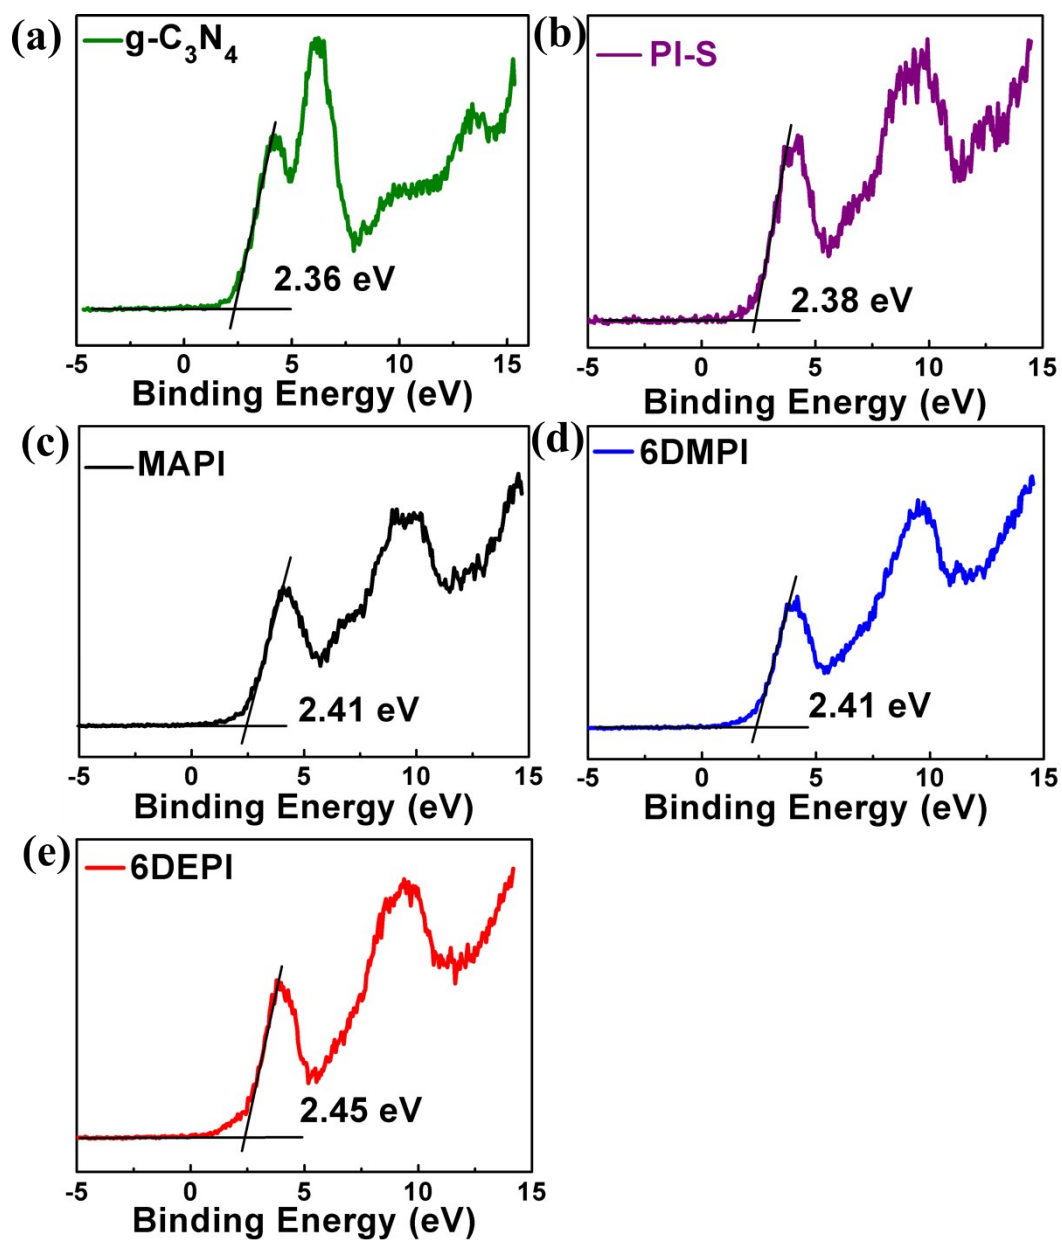 (a)
g-C₃N₄
2.36 eV
-5 0 5 10 15
Binding Energy (eV)
(b)
PI-S
2.38 eV
-5 0 5 10 15
Binding Energy (eV)
(c)
MAPI
2.41 eV
-5 0 5 10 15
Binding Energy (eV)
(d)
6DMPI
2.41 eV
-5 0 5 10 15
Binding Energy (eV)
(e)
6DEPI
2.45 eV
-5 0 5 10 15
Binding Energy (eV)